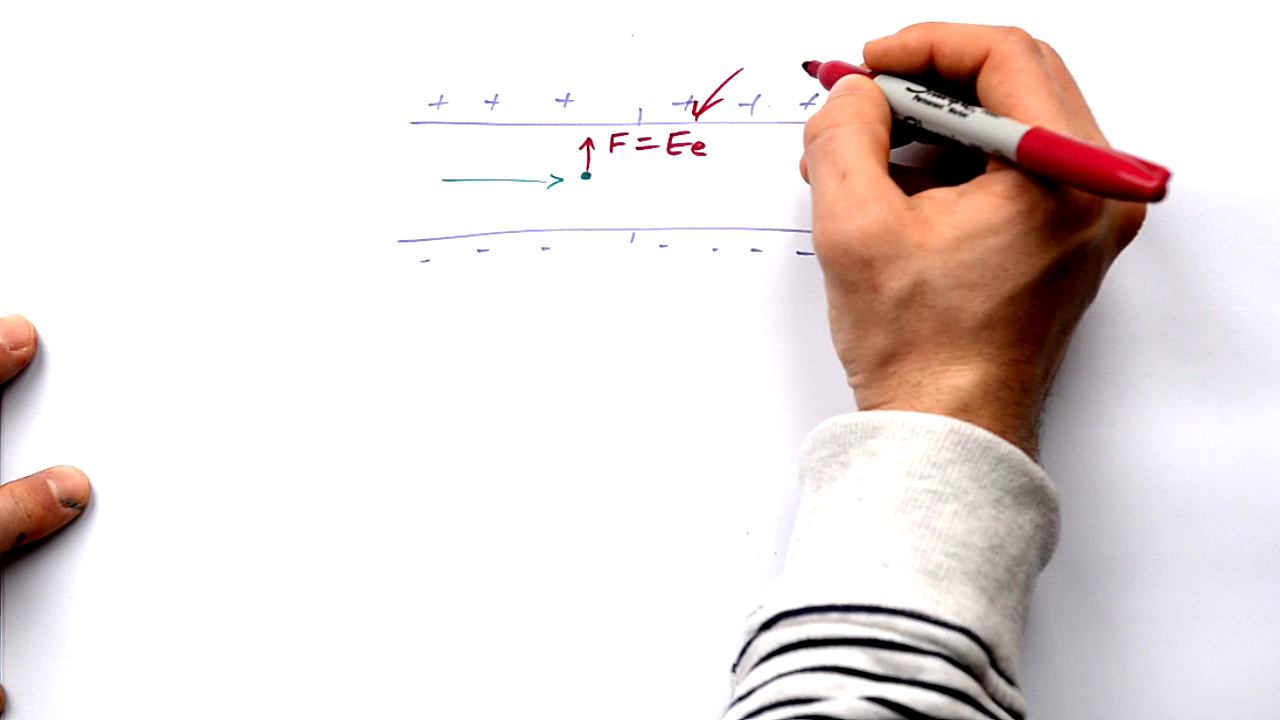 + + + + + +
F = Ee
- - - - - - -